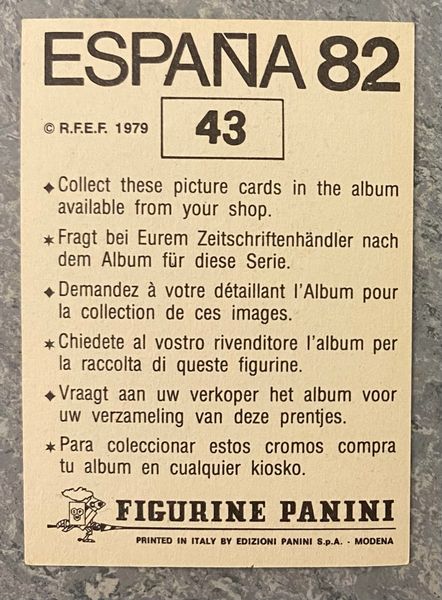 ESPAÑA 82
© R.F.E.F. 1979
43
◆ Collect these picture cards in the album
available from your shop.
✶ Fragt bei Eurem Zeitschriftenhändler nach
dem Album für diese Serie.
◆ Demandez à votre détaillant l'Album pour
la collection de ces images.
✶ Chiedete al vostro rivenditore l'album per
la raccolta di queste figurine.
◆ Vraagt aan uw verkoper het album voor
uw verzameling van deze prentjes.
✶ Para coleccionar estos cromos compra
tu album en cualquier kiosko.
FIGURINE PANINI
PRINTED IN ITALY BY EDIZIONI PANINI S.p.A. - MODENA